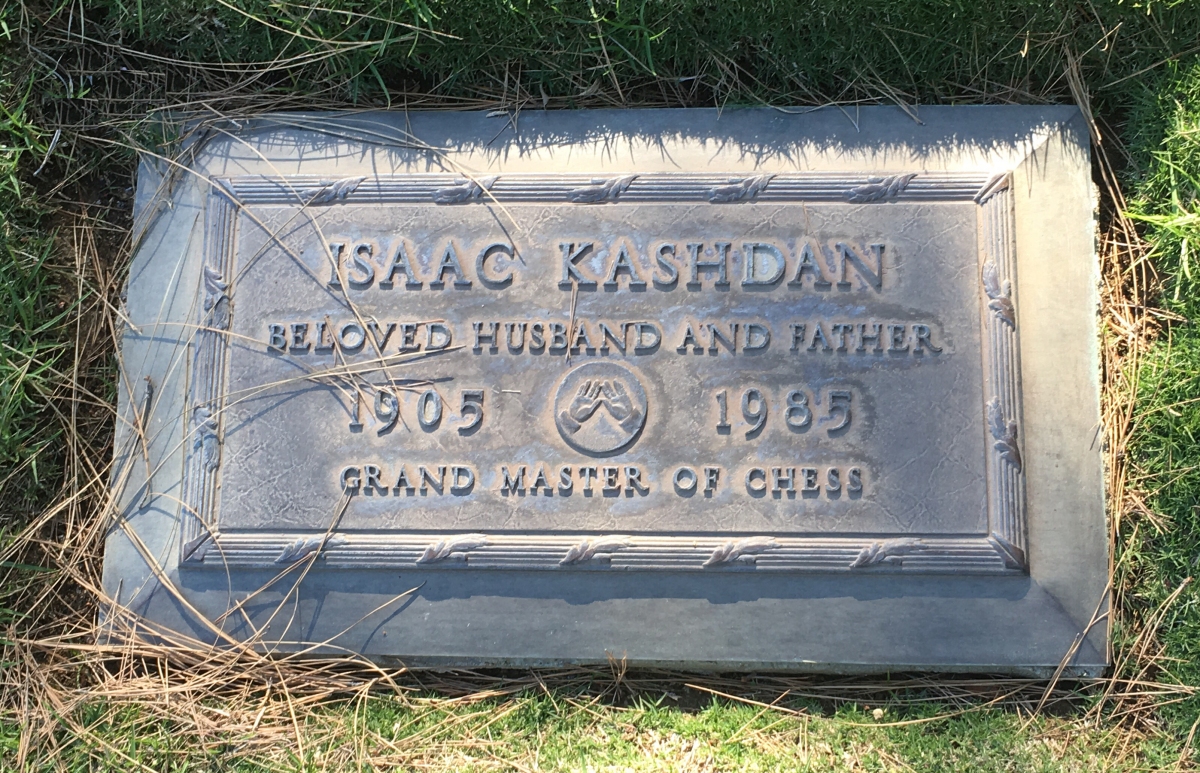 ISAAC KASHDAN
BELOVED HUSBAND AND FATHER
1905 1985
GRAND MASTER OF CHESS